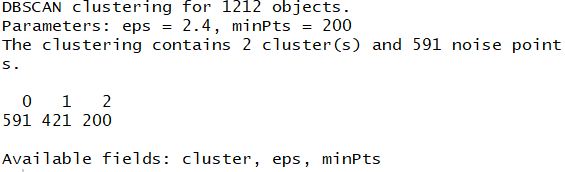 DBSCAN clustering for 1212 objects.
Parameters: eps = 2.4, minPts = 200
The clustering contains 2 cluster(s) and 591 noise point
s.
0 1 2
591 421 200
Available fields: cluster, eps, minPts